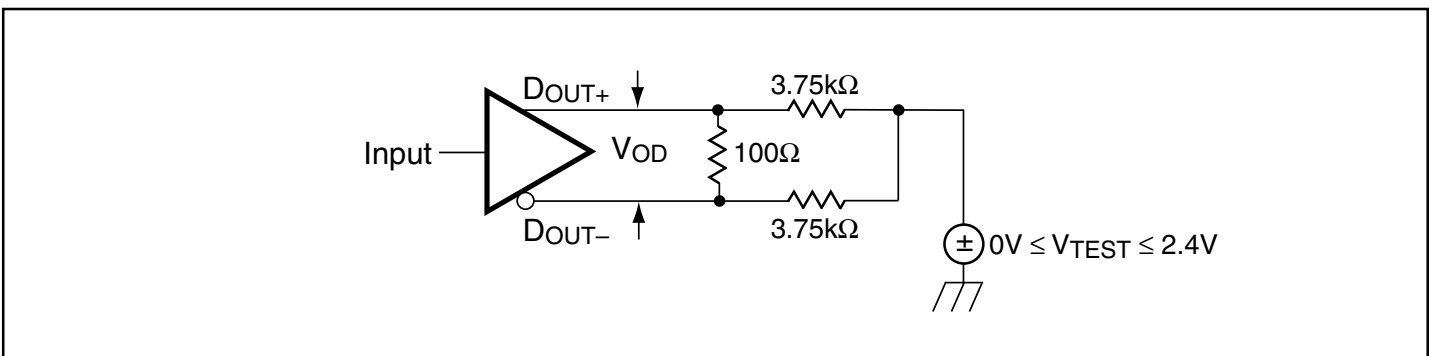 DOUT+
3.75kΩ
Input
VOD
100Ω
DOUT–
3.75kΩ
± 0V ≤ VTEST ≤ 2.4V